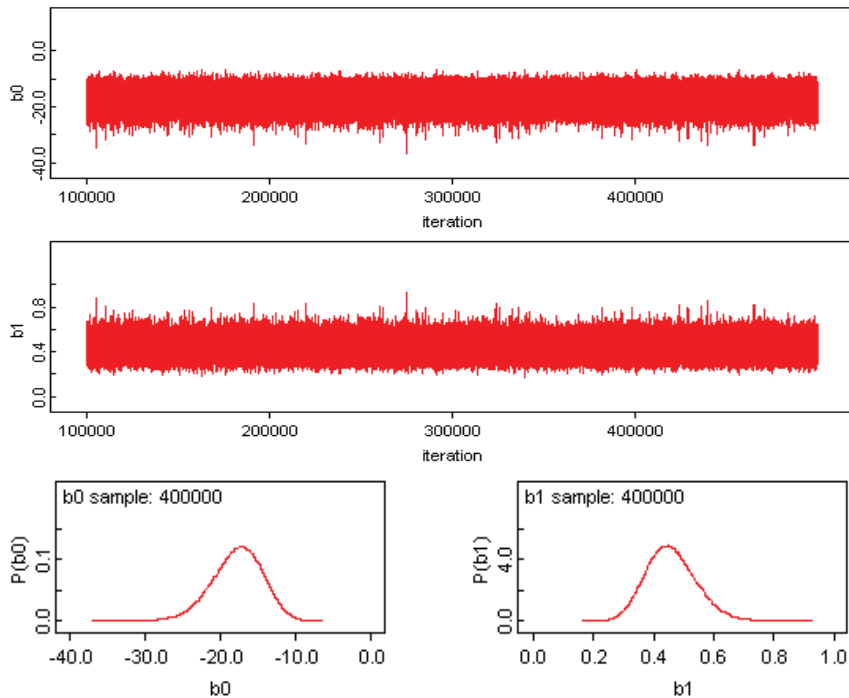 b0
0.0
-20.0
-40.0
100000 200000 300000 400000
iteration
b1
0.8
0.4
0.0
100000 200000 300000 400000
iteration
b0 sample: 400000
P(b0)
0.1
0.0
-40.0 -30.0 -20.0 -10.0 0.0
b0
b1 sample: 400000
P(b1)
4.0
0.0
0.0 0.2 0.4 0.6 0.8 1.0
b1